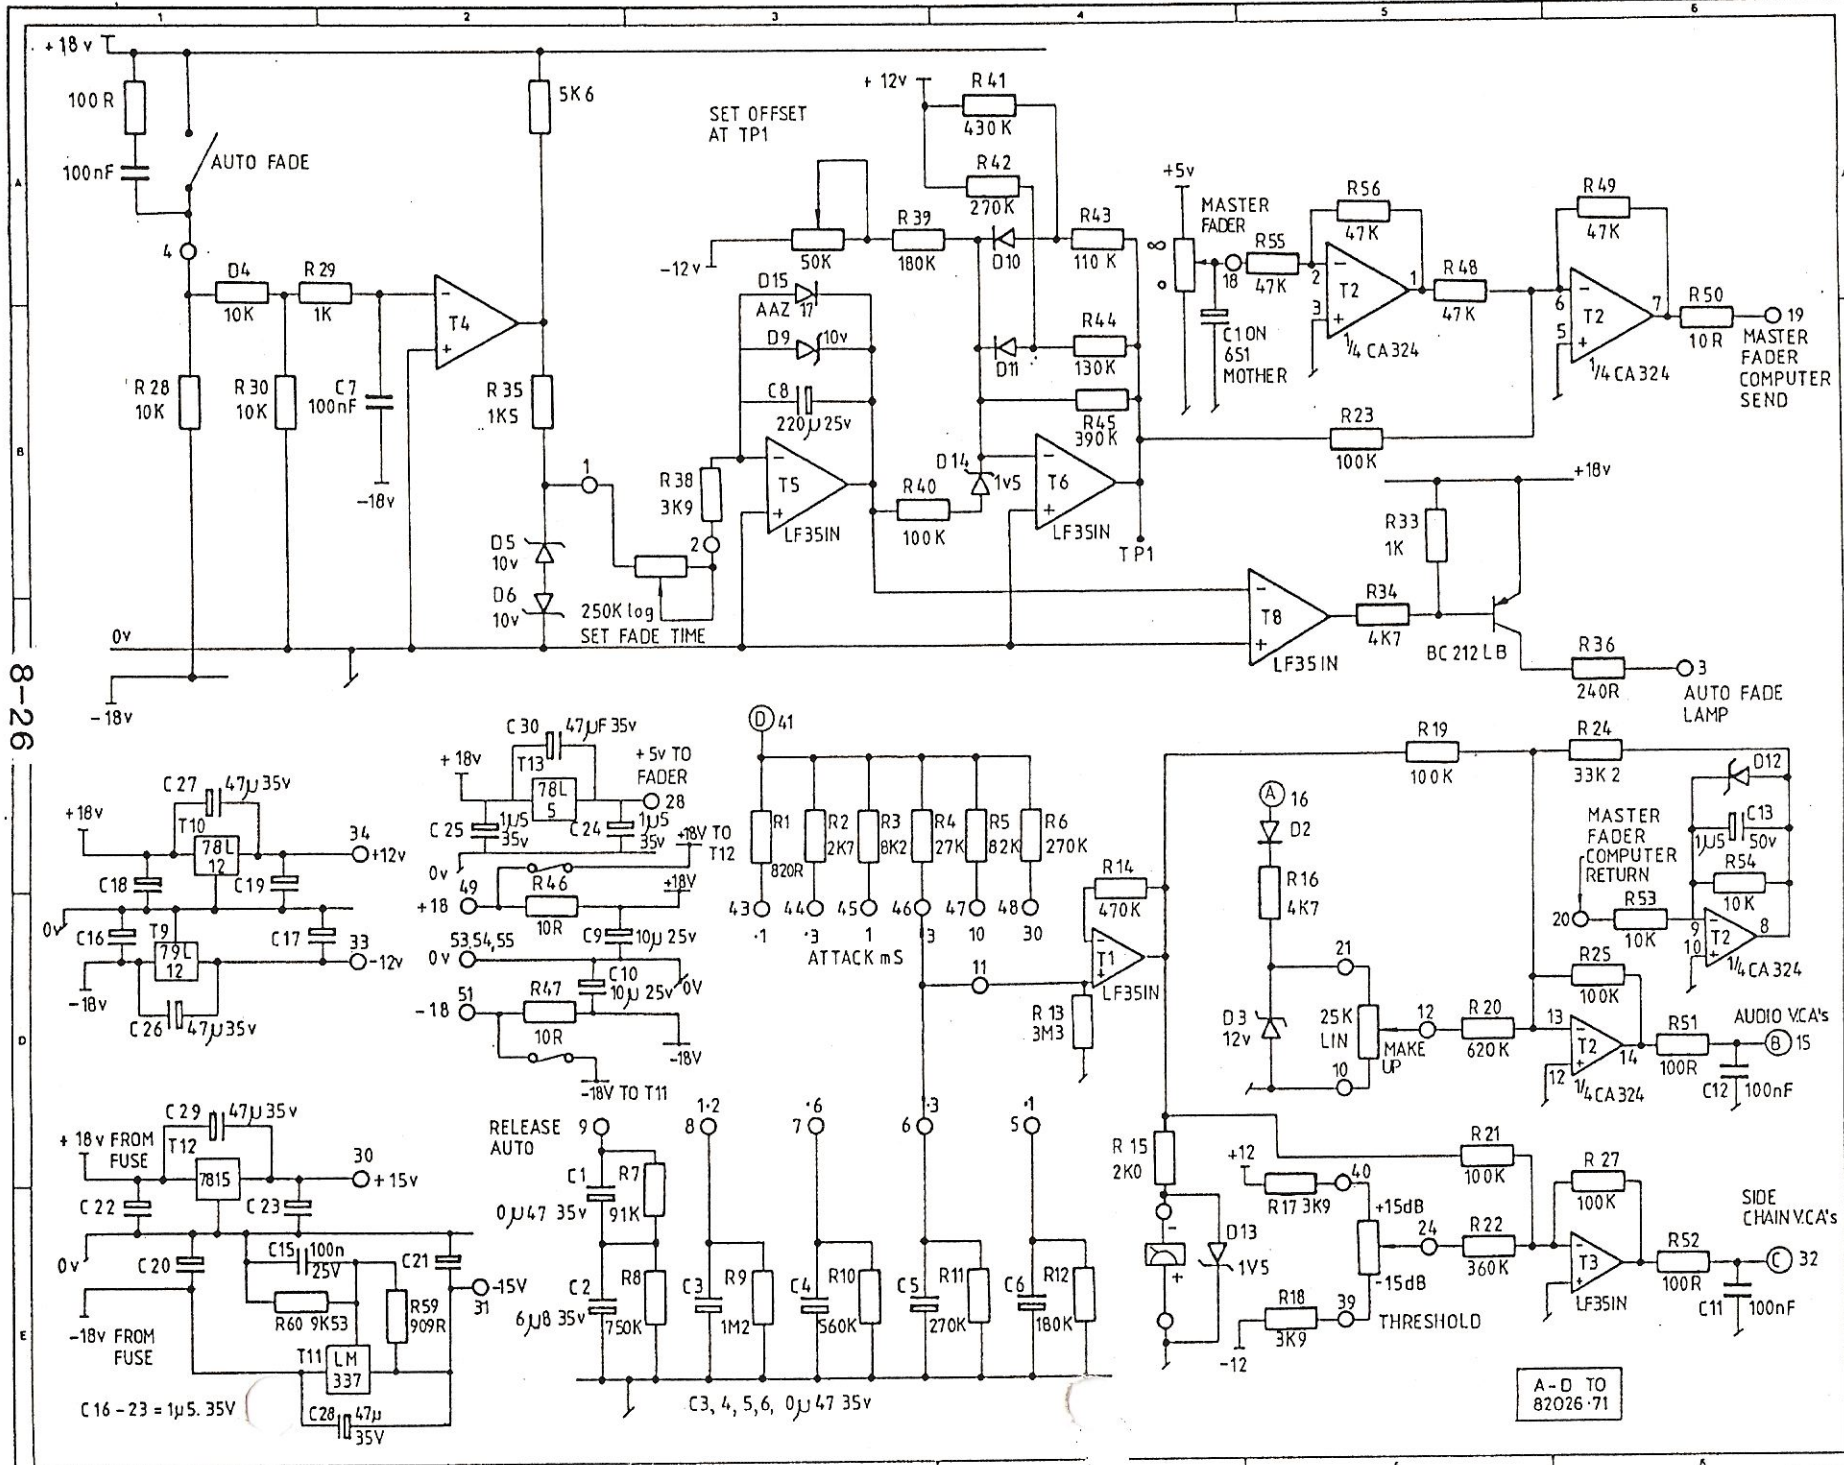 1 2 3 4 5 6
+18v
100R
100nF
AUTO FADE
4
D4
10K
R29
1K
R28
10K
R30
10K
C7
100nF
-18v
T4
5K6
R35
1K5
D5
10v
D6
10v
1
0v
-18v
250K log
SET FADE TIME
SET OFFSET
AT TP1
-12v
50K
R39
180K
D15
AAZ 17
D9
10v
C8
220µ 25v
R38
3K9
2
T5
LF35IN
R40
100K
D14
1v5
+12v
R41
430K
R42
270K
D10
R43
110K
D11
R44
130K
R45
390K
T6
LF35IN
TP1
+5v
∞
0
MASTER
FADER
18
C10N
651
MOTHER
R55
47K
R56
47K
2
3
1
T2
1/4 CA324
R48
47K
R49
47K
6
5
7
T2
1/4 CA324
R50
10R
19
MASTER
FADER
COMPUTER
SEND
R23
100K
+18v
R33
1K
T8
LF35IN
R34
4K7
BC212LB
R36
240R
3
AUTO FADE
LAMP
A
B
D
E
8-26
C27
47µ35v
+18v
T10
78L
12
34
+12v
C18
C19
0v
C16
T9
79L
12
C17
33
-12v
-18v
C26
47µ35v
C30
47µF 35v
+18v
T13
78L
5
+5v TO
FADER
28
C25
1µ5
35v
C24
1µ5
35v
0v
+18V TO
T12
49
+18
R46
10R
+18V
53,54,55
0v
C9
10µ 25v
C10
10µ 25v
0V
51
-18
R47
10R
-18V
-18V TO T11
D 41
R1
820R
R2
2K7
R3
8K2
R4
27K
R5
82K
R6
270K
43 44 45 46 47 48
·1 ·3 1 3 10 30
ATTACK mS
11
R14
470K
T1
LF35IN
R13
3M3
R19
100K
R24
33K2
A 16
D2
R16
4K7
D3
12v
21
25K
LIN
MAKE
UP
10
12
R20
620K
MASTER
FADER
COMPUTER
RETURN
20
R53
10K
D12
C13
1µ5
50v
R54
10K
9
10
8
T2
1/4 CA324
R25
100K
13
12
14
T2
1/4 CA324
R51
100R
AUDIO V.CA's
B 15
C12
100nF
C29
47µ35v
+18v FROM
FUSE
T12
7815
30
+15v
C22
C23
0v
C20
C15
100n
25V
C21
R60 9K53
R59
909R
-15V
31
-18v FROM
FUSE
T11
LM
337
C28
47µ
35V
C16-23 = 1µ5. 35V
RELEASE
AUTO
9
1·2
8
·6
7
·3
6
·1
5
C1
0µ47 35v
R7
91K
C2
6µ8 35v
R8
750K
C3
R9
1M2
C4
R10
560K
C5
R11
270K
C6
R12
180K
C3, 4, 5, 6, 0µ47 35v
R15
2K0
-
+
D13
1V5
+12
R17 3K9
40
+15dB
24
-15dB
R18
3K9
39
-12
THRESHOLD
R21
100K
R22
360K
R27
100K
T3
LF35IN
R52
100R
SIDE
CHAIN V.CA's
C 32
C11
100nF
A-D TO
82026·71